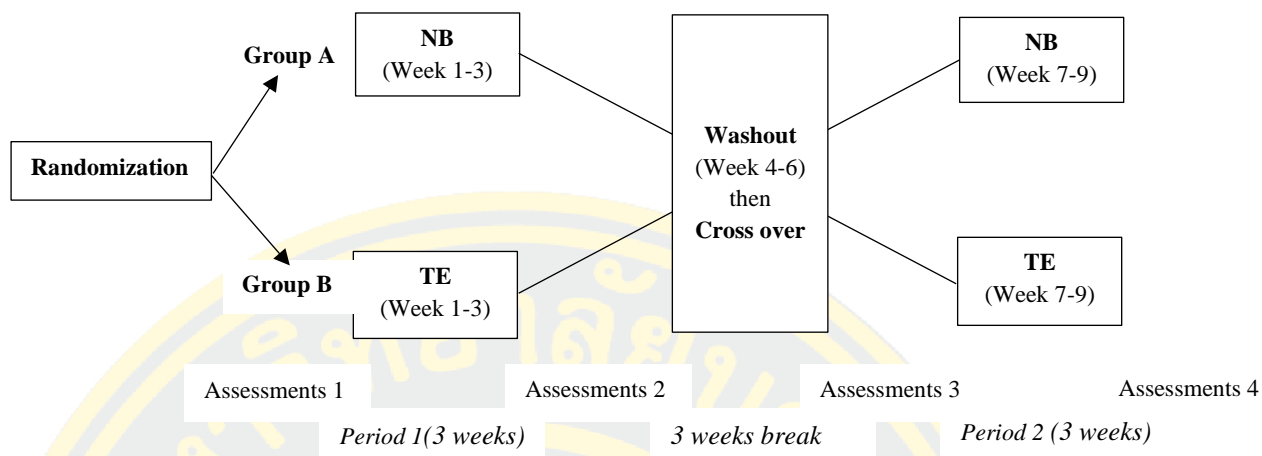 Group A
NB
(Week 1-3)
NB
(Week 7-9)
Randomization
Washout
(Week 4-6)
then
Cross over
Group B
TE
(Week 1-3)
TE
(Week 7-9)
Assessments 1
Assessments 2
Assessments 3
Assessments 4
Period 1(3 weeks)
3 weeks break
Period 2 (3 weeks)